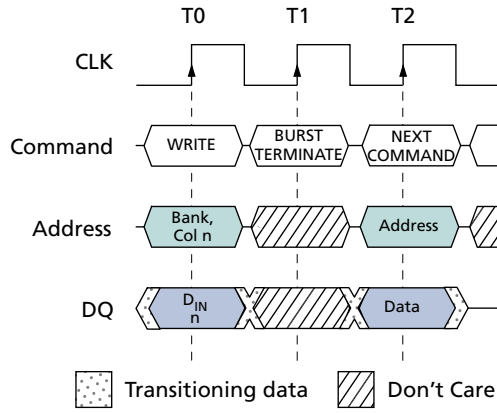 T0 T1 T2
CLK
Command WRITE BURST TERMINATE NEXT COMMAND
Address Bank, Col n Address
DQ DIN n Data
Transitioning data Don't Care